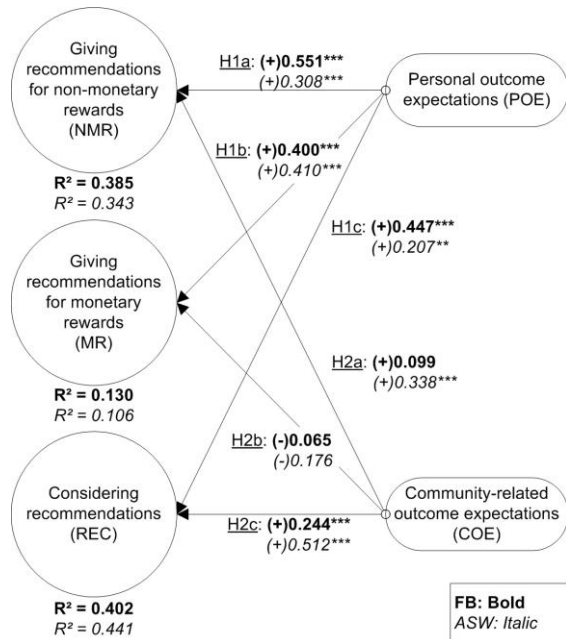 Giving
recommendations
for non-monetary
rewards
(NMR)
R² = 0.385
R² = 0.343
H1a: (+)0.551***
(+)0.308***
Personal outcome
expectations (POE)
H1b: (+)0.400***
(+)0.410***
H1c: (+)0.447***
(+)0.207**
Giving
recommendations
for monetary
rewards
(MR)
R² = 0.130
R² = 0.106
H2a: (+)0.099
(+)0.338***
H2b: (-)0.065
(-)0.176
Considering
recommendations
(REC)
R² = 0.402
R² = 0.441
H2c: (+)0.244***
(+)0.512***
Community-related
outcome expectations
(COE)
FB: Bold
ASW: Italic